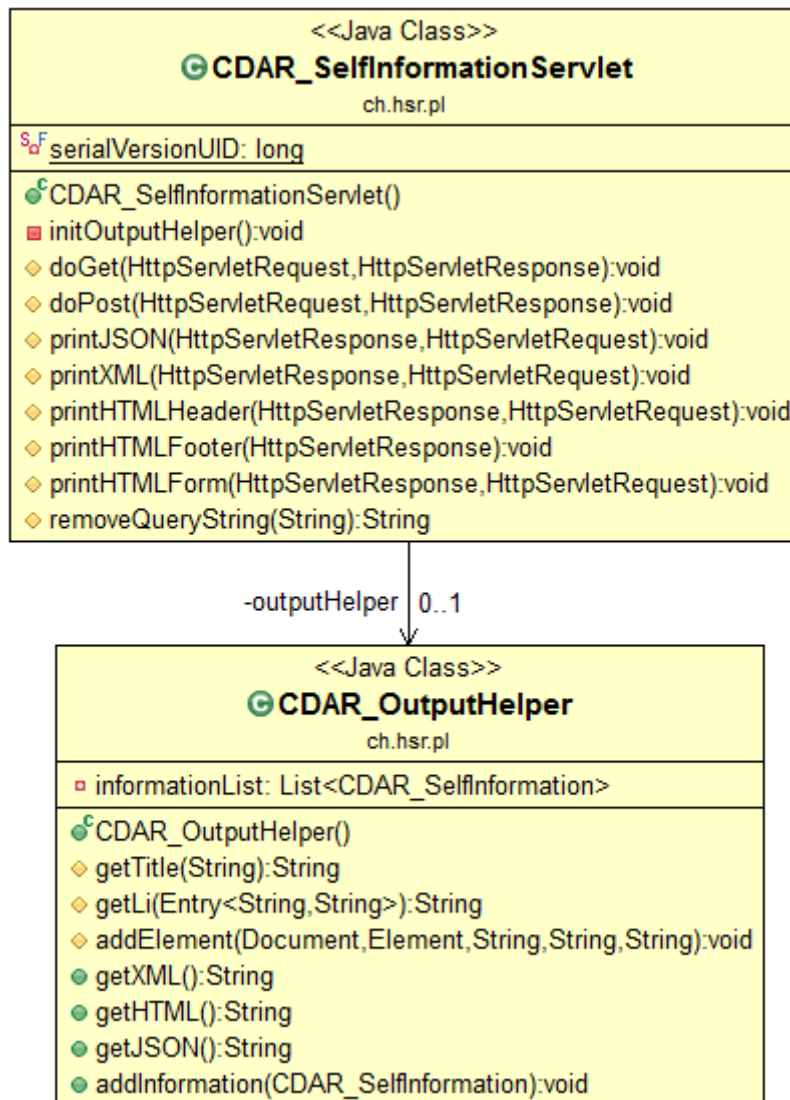 <<Java Class>>
CDAR_SelfInformationServlet
ch.hsr.pl
serialVersionUID: long
CDAR_SelfInformationServlet()
initOutputHelper():void
doGet(HttpServletRequest,HttpServletResponse):void
doPost(HttpServletRequest,HttpServletResponse):void
printJSON(HttpServletResponse,HttpServletRequest):void
printXML(HttpServletResponse,HttpServletRequest):void
printHTMLHeader(HttpServletResponse,HttpServletRequest):void
printHTMLFooter(HttpServletResponse):void
printHTMLForm(HttpServletResponse,HttpServletRequest):void
removeQueryString(String):String
-outputHelper 0..1
<<Java Class>>
CDAR_OutputHelper
ch.hsr.pl
informationList: List<CDAR_SelfInformation>
CDAR_OutputHelper()
getTitle(String):String
getLi(Entry<String,String>):String
addElement(Document,Element,String,String,String):void
getXML():String
getHTML():String
getJSON():String
addInformation(CDAR_SelfInformation):void